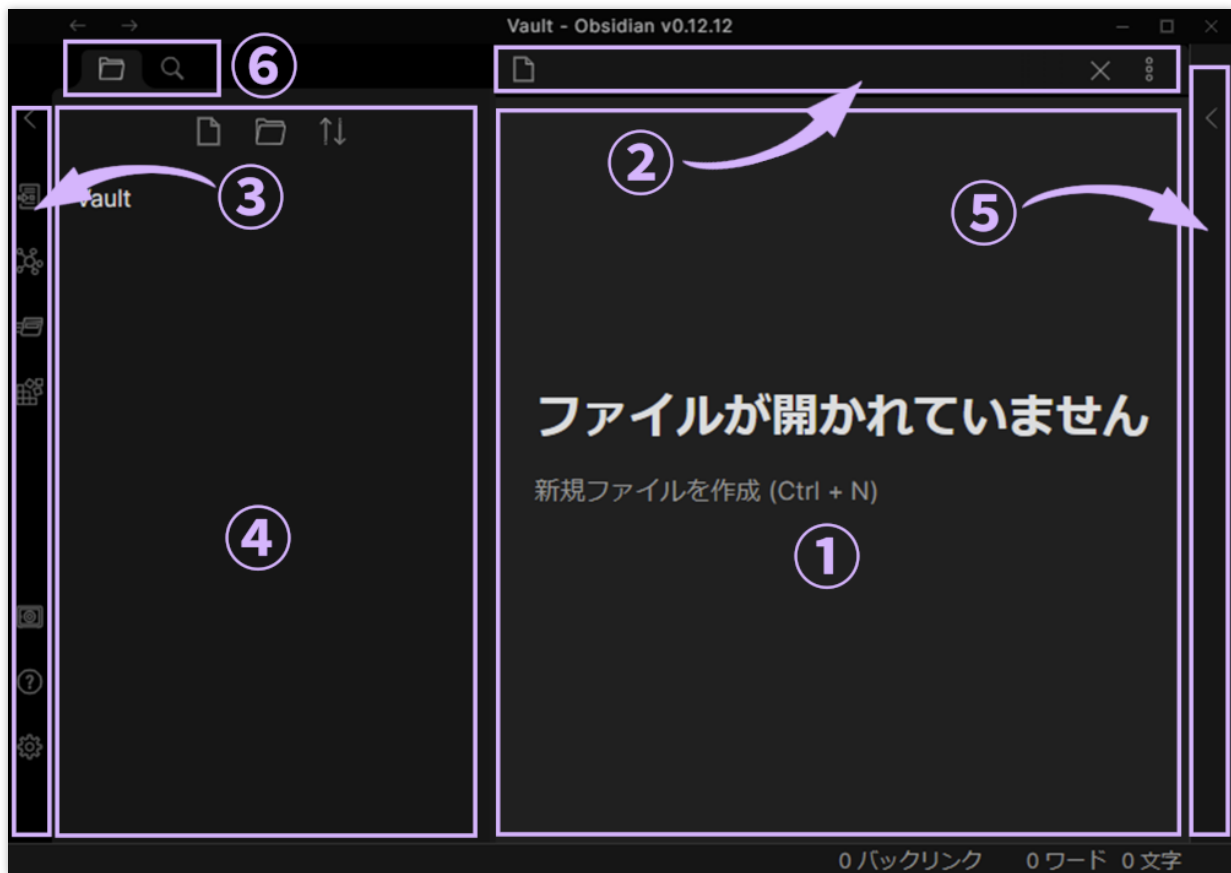 Vault - Obsidian v0.12.12
⑥
②
③
Vault
⑤
ファイルが開かれていません
新規ファイルを作成 (Ctrl + N)
④
①
0 バックリンク 0 ワード 0 文字